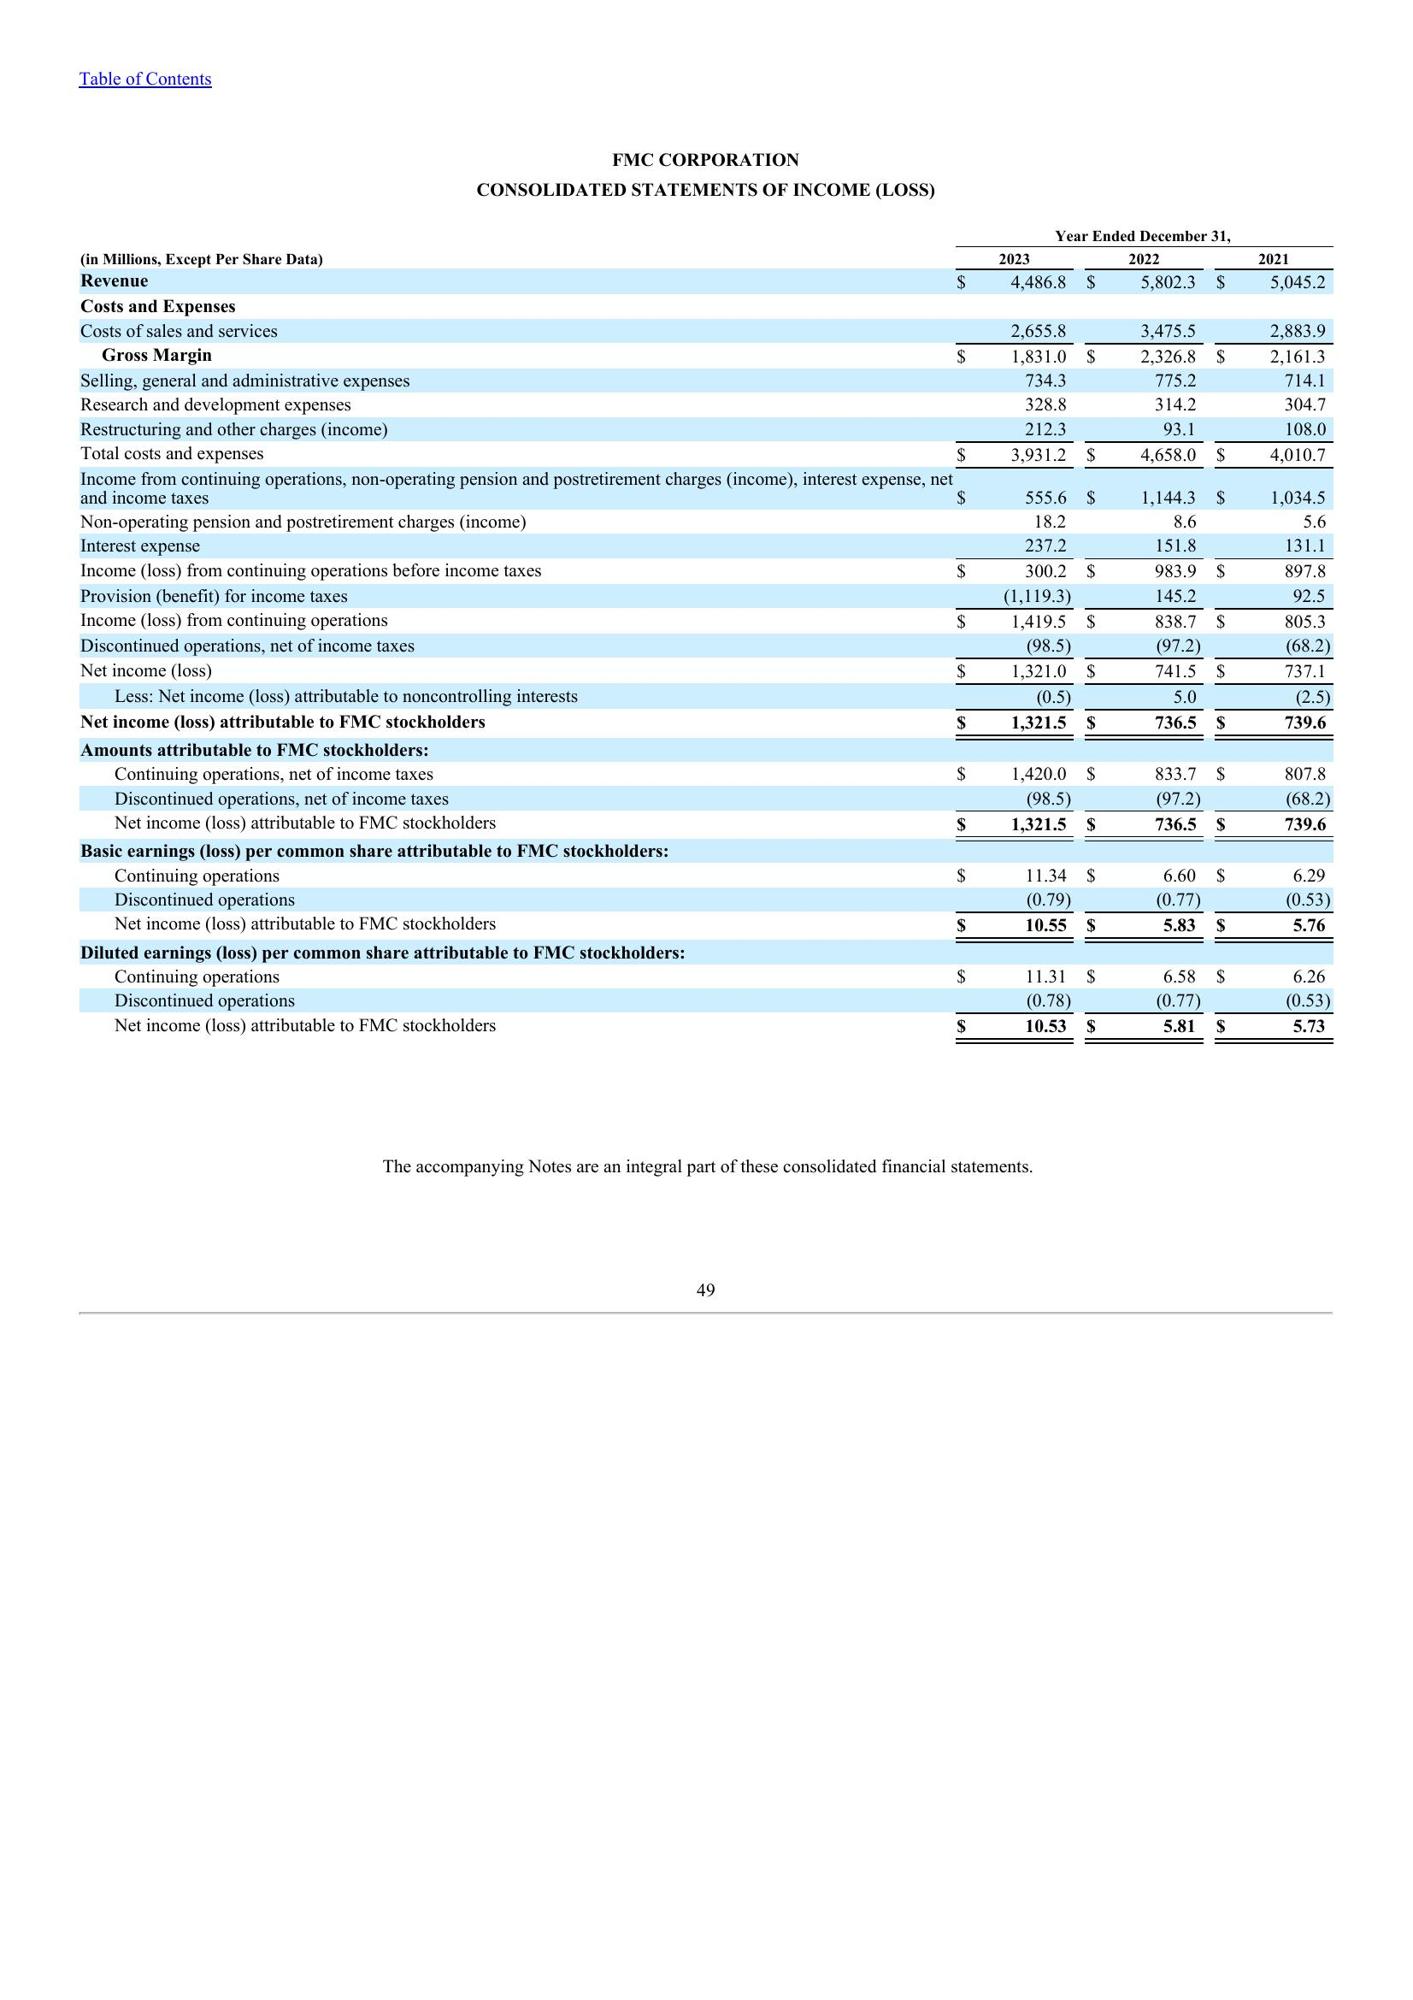 Table of Contents
FMC CORPORATION
CONSOLIDATED STATEMENTS OF INCOME (LOSS)
Year Ended December 31,
(in Millions, Except Per Share Data) 2023 2022 2021
Revenue $ 4,486.8 $ 5,802.3 $ 5,045.2
Costs and Expenses
Costs of sales and services 2,655.8 3,475.5 2,883.9
Gross Margin $ 1,831.0 $ 2,326.8 $ 2,161.3
Selling, general and administrative expenses 734.3 775.2 714.1
Research and development expenses 328.8 314.2 304.7
Restructuring and other charges (income) 212.3 93.1 108.0
Total costs and expenses $ 3,931.2 $ 4,658.0 $ 4,010.7
Income from continuing operations, non-operating pension and postretirement charges (income), interest expense, net
and income taxes $ 555.6 $ 1,144.3 $ 1,034.5
Non-operating pension and postretirement charges (income) 18.2 8.6 5.6
Interest expense 237.2 151.8 131.1
Income (loss) from continuing operations before income taxes $ 300.2 $ 983.9 $ 897.8
Provision (benefit) for income taxes (1,119.3) 145.2 92.5
Income (loss) from continuing operations $ 1,419.5 $ 838.7 $ 805.3
Discontinued operations, net of income taxes (98.5) (97.2) (68.2)
Net income (loss) $ 1,321.0 $ 741.5 $ 737.1
Less: Net income (loss) attributable to noncontrolling interests (0.5) 5.0 (2.5)
Net income (loss) attributable to FMC stockholders $ 1,321.5 $ 736.5 $ 739.6
Amounts attributable to FMC stockholders:
Continuing operations, net of income taxes $ 1,420.0 $ 833.7 $ 807.8
Discontinued operations, net of income taxes (98.5) (97.2) (68.2)
Net income (loss) attributable to FMC stockholders $ 1,321.5 $ 736.5 $ 739.6
Basic earnings (loss) per common share attributable to FMC stockholders:
Continuing operations $ 11.34 $ 6.60 $ 6.29
Discontinued operations (0.79) (0.77) (0.53)
Net income (loss) attributable to FMC stockholders $ 10.55 $ 5.83 $ 5.76
Diluted earnings (loss) per common share attributable to FMC stockholders:
Continuing operations $ 11.31 $ 6.58 $ 6.26
Discontinued operations (0.78) (0.77) (0.53)
Net income (loss) attributable to FMC stockholders $ 10.53 $ 5.81 $ 5.73
The accompanying Notes are an integral part of these consolidated financial statements.
49